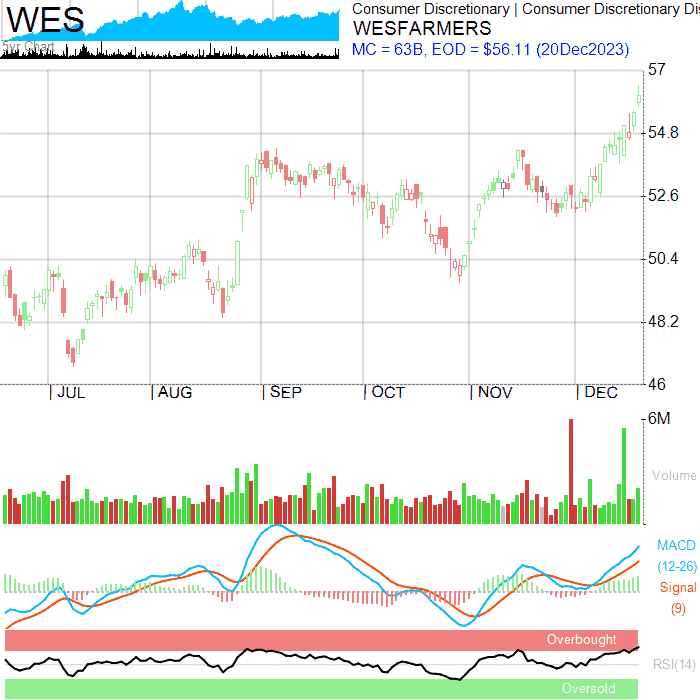 WES
5yr Chart
Consumer Discretionary | Consumer Discretionary Dis
WESFARMERS
MC = 63B, EOD = $56.11 (20Dec2023)
57
54.8
52.6
50.4
48.2
46
JUL AUG SEP OCT NOV DEC
6M
Volume
MACD
(12-26)
Signal
(9)
Overbought
RSI(14)
Oversold